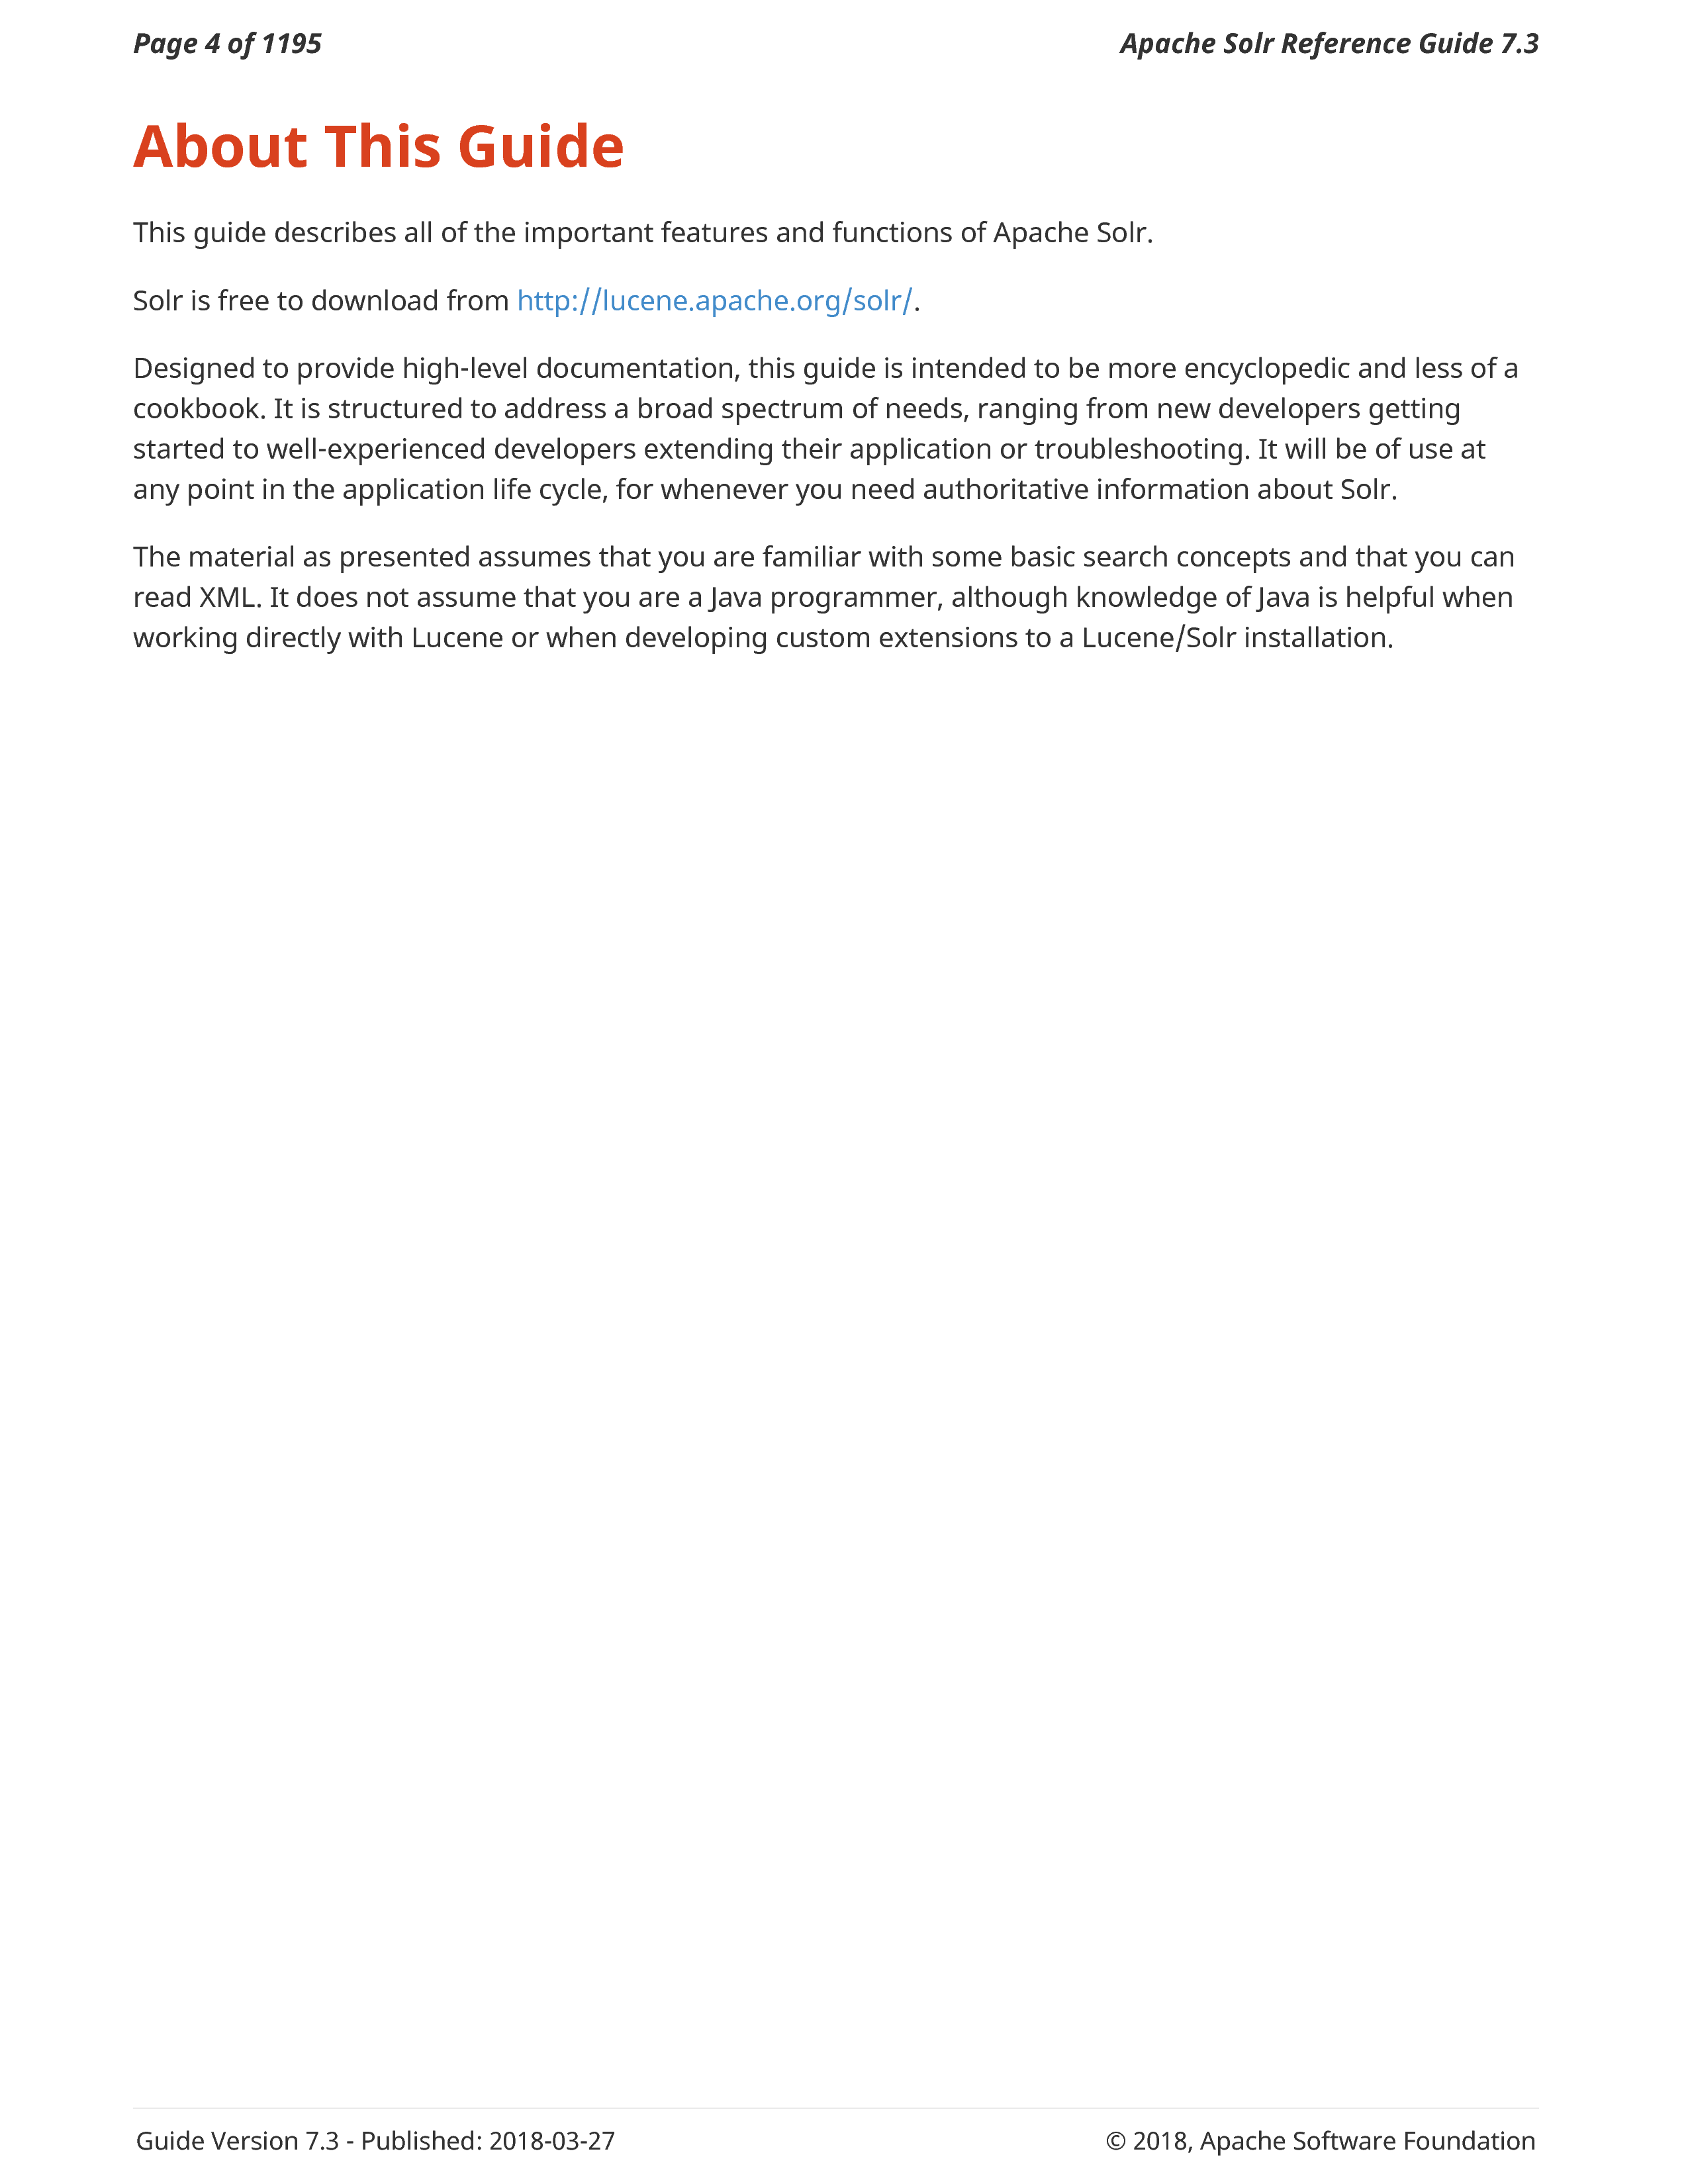 Page 4 of 1195
Apache Solr Reference Guide 7.3
About This Guide
This guide describes all of the important features and functions of Apache Solr.
Solr is free to download from http://lucene.apache.org/solr/.
Designed to provide high-level documentation, this guide is intended to be more encyclopedic and less of a
cookbook. It is structured to address a broad spectrum of needs, ranging from new developers getting
started to well-experienced developers extending their application or troubleshooting. It will be of use at
any point in the application life cycle, for whenever you need authoritative information about Solr.
The material as presented assumes that you are familiar with some basic search concepts and that you can
read XML. It does not assume that you are a Java programmer, although knowledge of Java is helpful when
working directly with Lucene or when developing custom extensions to a Lucene/Solr installation.
Guide Version 7.3 - Published: 2018-03-27
© 2018, Apache Software Foundation